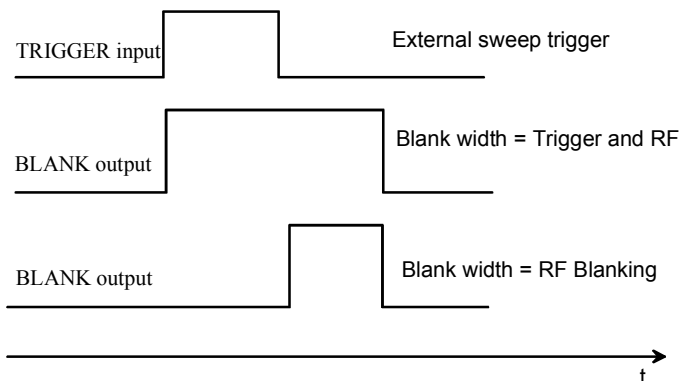 TRIGGER input
External sweep trigger
BLANK output
Blank width = Trigger and RF
BLANK output
Blank width = RF Blanking
t